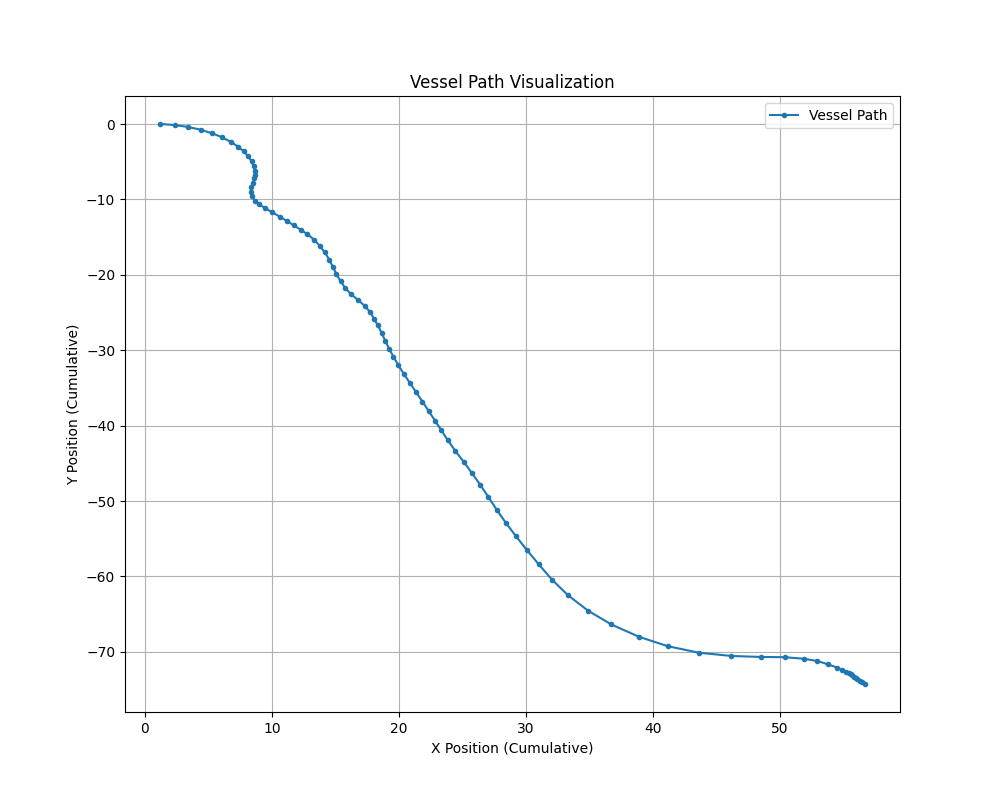 Vessel Path Visualization
Vessel Path
0
−10
−20
−30
−40
−50
−60
−70
Y Position (Cumulative)
0 10 20 30 40 50
X Position (Cumulative)